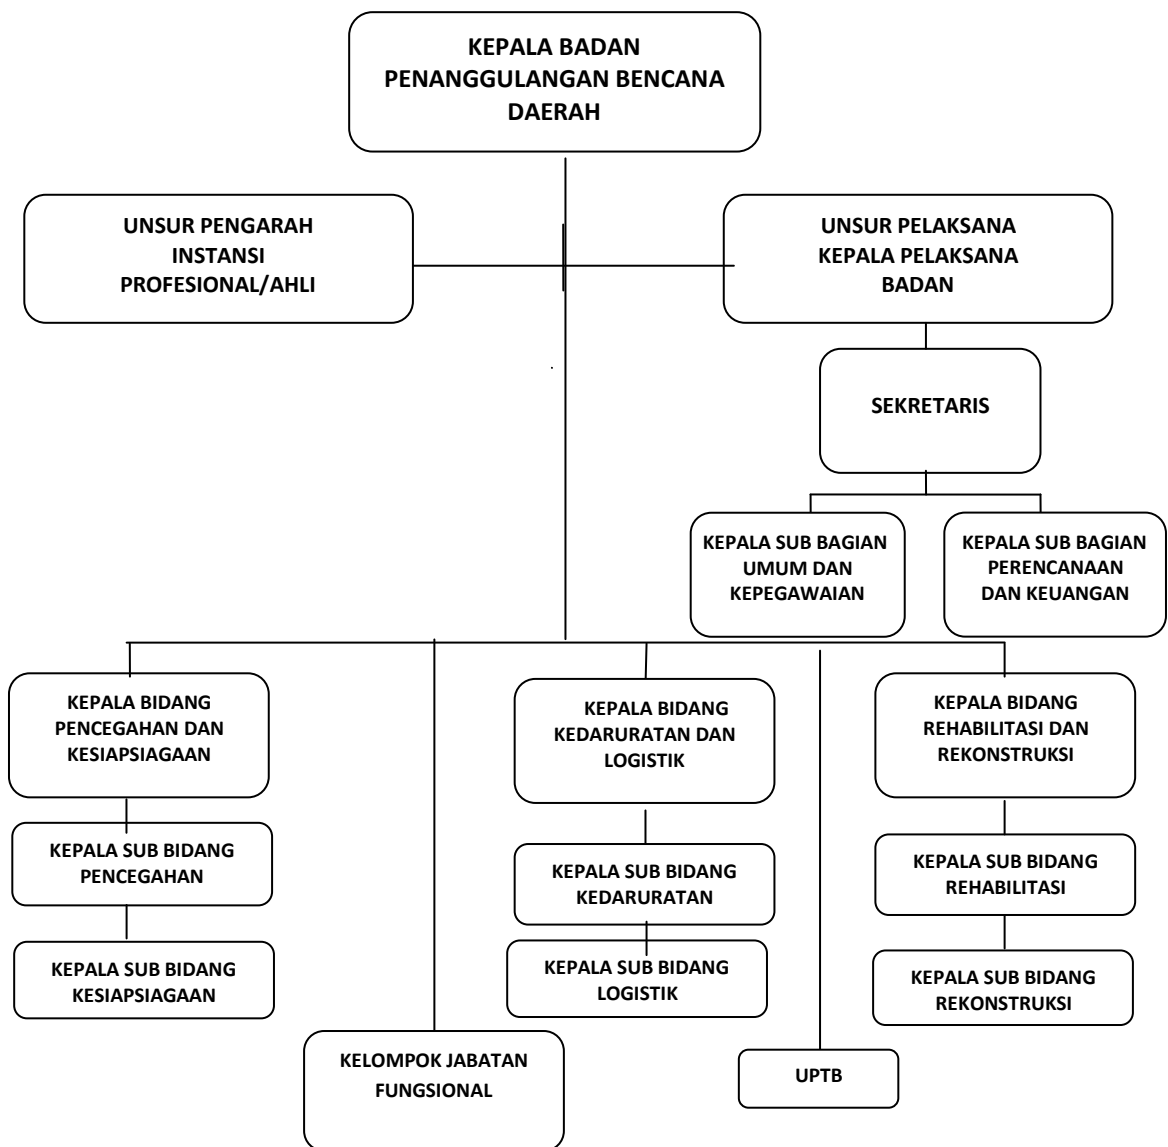 KEPALA BADAN
PENANGGULANGAN BENCANA
DAERAH
UNSUR PENGARAH
INSTANSI
PROFESIONAL/AHLI
UNSUR PELAKSANA
KEPALA PELAKSANA
BADAN
SEKRETARIS
KEPALA SUB BAGIAN
UMUM DAN
KEPEGAWAIAN
KEPALA SUB BAGIAN
PERENCANAAN
DAN KEUANGAN
KEPALA BIDANG
PENCEGAHAN DAN
KESIAPSIAGAAN
KEPALA BIDANG
KEDARURATAN DAN
LOGISTIK
KEPALA BIDANG
REHABILITASI DAN
REKONSTRUKSI
KEPALA SUB BIDANG
PENCEGAHAN
KEPALA SUB BIDANG
KEDARURATAN
KEPALA SUB BIDANG
REHABILITASI
KEPALA SUB BIDANG
KESIAPSIAGAAN
KEPALA SUB BIDANG
LOGISTIK
KEPALA SUB BIDANG
REKONSTRUKSI
KELOMPOK JABATAN
FUNGSIONAL
UPTB